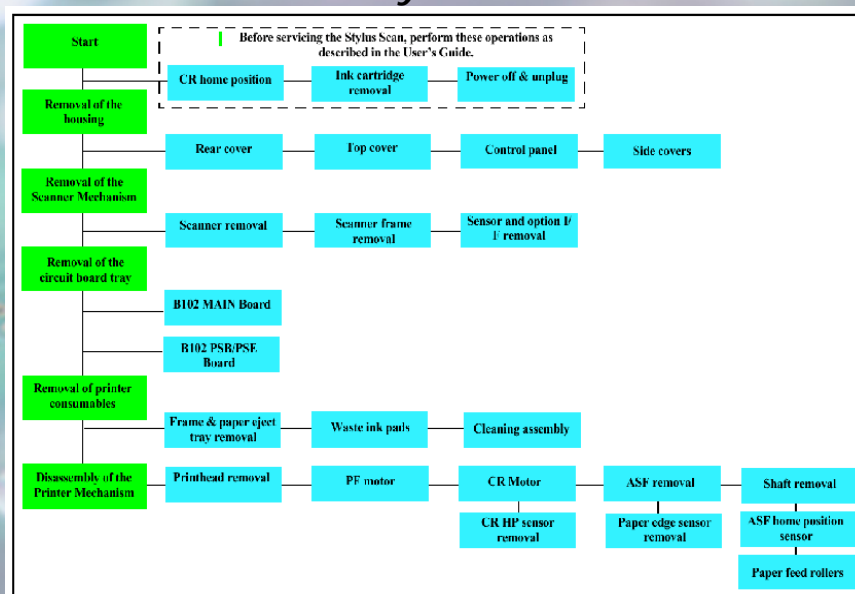 Start
Before servicing the Stylus Scan, perform these operations as
described in the User's Guide.
CR home position
Ink cartridge
removal
Power off & unplug
Removal of the
housing
Rear cover
Top cover
Control panel
Side covers
Removal of the
Scanner Mechanism
Scanner removal
Scanner frame
removal
Sensor and option I/
F removal
Removal of the
circuit board tray
B102 MAIN Board
B102 PSB/PSE
Board
Removal of printer
consumables
Frame & paper eject
tray removal
Waste ink pads
Cleaning assembly
Disassembly of the
Printer Mechanism
Printhead removal
PF motor
CR Motor
ASF removal
Shaft removal
CR HP sensor
removal
Paper edge sensor
removal
ASF home position
sensor
Paper feed rollers